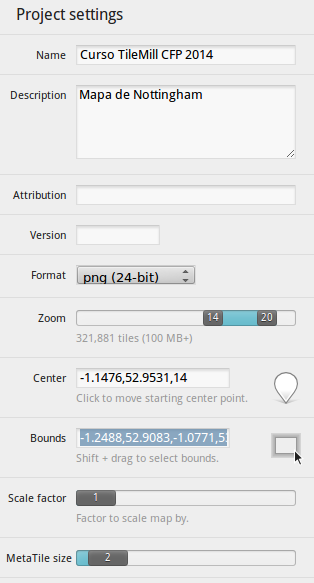 Project settings
Name Curso TileMill CFP 2014
Description Mapa de Nottingham
Attribution
Version
Format png (24-bit)
Zoom 14 20
321,881 tiles (100 MB+)
Center -1.1476,52.9531,14
Click to move starting center point.
Bounds -1.2488,52.9083,-1.0771,5
Shift + drag to select bounds.
Scale factor 1
Factor to scale map by.
MetaTile size 2